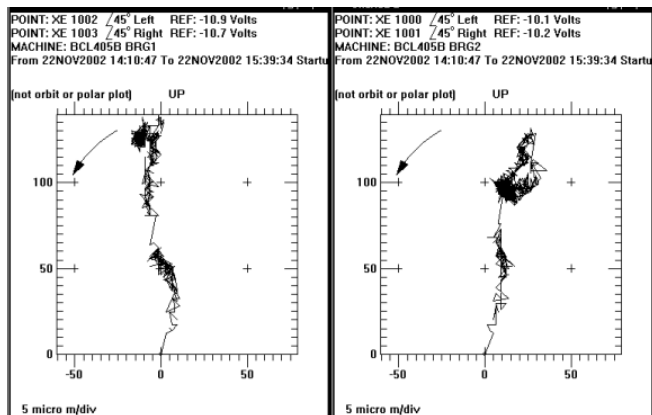 POINT: XE 1002 ∠45° Left REF: -10.9 Volts
POINT: XE 1003 ∠45° Right REF: -10.7 Volts
MACHINE: BCL405B BRG1
From 22NOV2002 14:10:47 To 22NOV2002 15:39:34 Startu
(not orbit or polar plot) UP
100
50
0
-50 0 50
5 micro m/div
POINT: XE 1000 ∠45° Left REF: -10.1 Volts
POINT: XE 1001 ∠45° Right REF: -10.2 Volts
MACHINE: BCL405B BRG2
From 22NOV2002 14:10:47 To 22NOV2002 15:39:34 Startu
(not orbit or polar plot) UP
100
50
0
-50 0 50
5 micro m/div